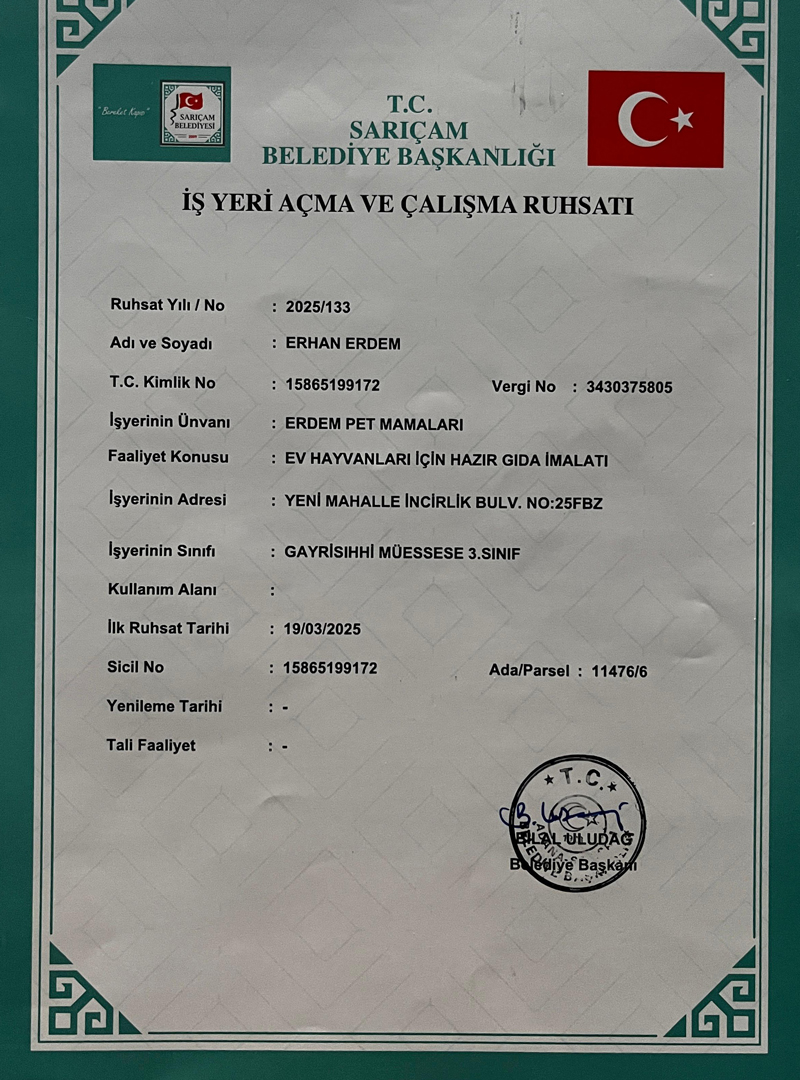 "Bereket Kapısı"
SARIÇAM
BELEDİYESİ
T.C.
SARIÇAM
BELEDİYE BAŞKANLIĞI
İŞ YERİ AÇMA VE ÇALIŞMA RUHSATI
Ruhsat Yılı / No : 2025/133
Adı ve Soyadı : ERHAN ERDEM
T.C. Kimlik No : 15865199172 Vergi No : 3430375805
İşyerinin Ünvanı : ERDEM PET MAMALARI
Faaliyet Konusu : EV HAYVANLARI İÇİN HAZIR GIDA İMALATI
İşyerinin Adresi : YENİ MAHALLE İNCİRLİK BULV. NO:25FBZ
İşyerinin Sınıfı : GAYRİSIHHİ MÜESSESE 3.SINIF
Kullanım Alanı :
İlk Ruhsat Tarihi : 19/03/2025
Sicil No : 15865199172 Ada/Parsel : 11476/6
Yenileme Tarihi : -
Tali Faaliyet : -
T.C.
BİLAL ULUDAĞ
Belediye Başkanı